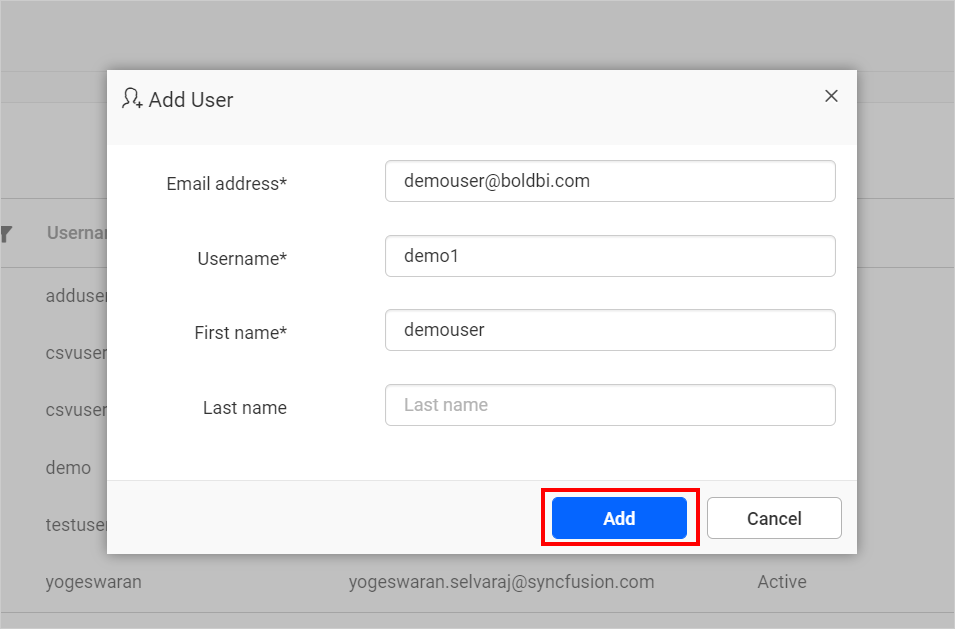 Add User
Email address* demouser@boldbi.com
Username* demo1
First name* demouser
Last name Last name
Add Cancel
adduser
csvuser
csvuser
demo
testuser
yogeswaran yogeswaran.selvaraj@syncfusion.com Active